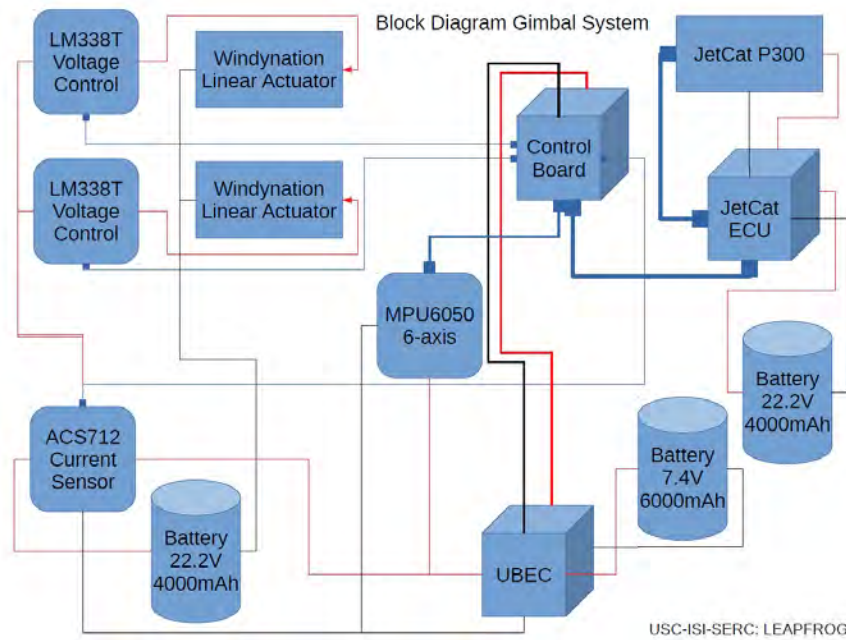 Block Diagram Gimbal System
LM338T
Voltage
Control
Windynation
Linear Actuator
JetCat P300
Control
Board
LM338T
Voltage
Control
Windynation
Linear Actuator
JetCat
ECU
MPU6050
6-axis
Battery
22.2V
4000mAh
ACS712
Current
Sensor
Battery
7.4V
6000mAh
Battery
22.2V
4000mAh
UBEC
USC-ISI-SERC: LEAPFROG